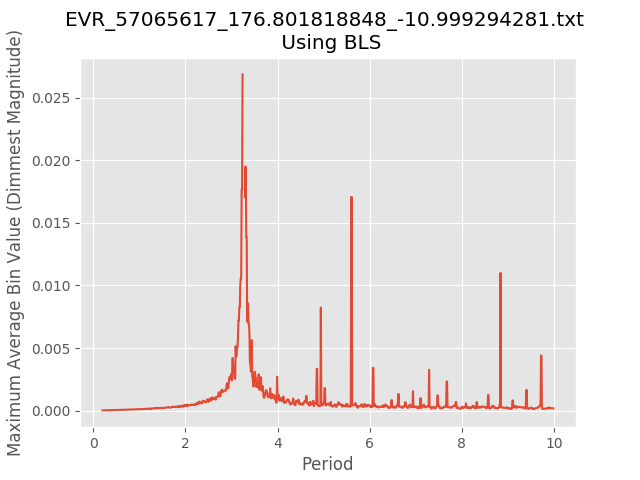 EVR_57065617_176.801818848_-10.999294281.txt
Using BLS
Maximum Average Bin Value (Dimmest Magnitude)
0.025
0.020
0.015
0.010
0.005
0.000
0 2 4 6 8 10
Period